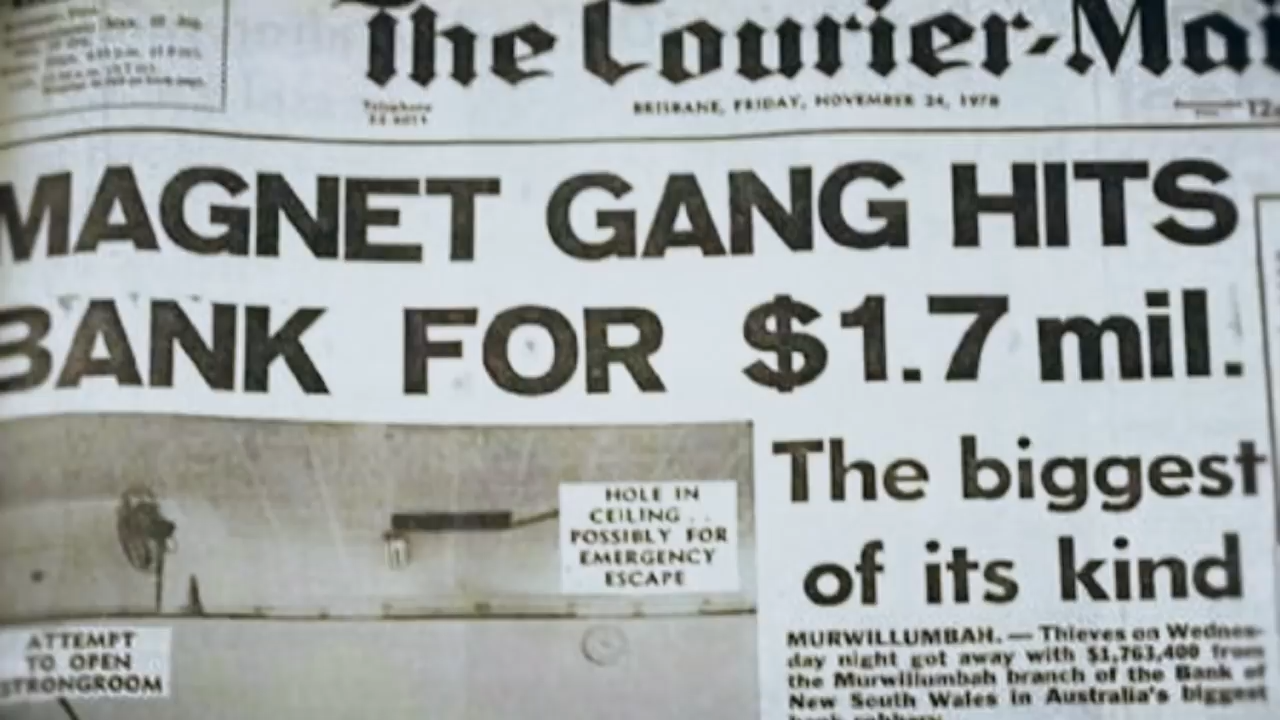 The Courier-Mai
Telephone
BRISBANE, FRIDAY, NOVEMBER 24, 1978
12c
MAGNET GANG HITS
BANK FOR $1.7 mil.
HOLE IN
CEILING . .
POSSIBLY FOR
EMERGENCY
ESCAPE
ATTEMPT
TO OPEN
STRONGROOM
The biggest
of its kind
MURWILLUMBAH. — Thieves on Wednes-
day night got away with $1,763,400 from
the Murwillumbah branch of the Bank of
New South Wales in Australia's biggest
bank robbery.